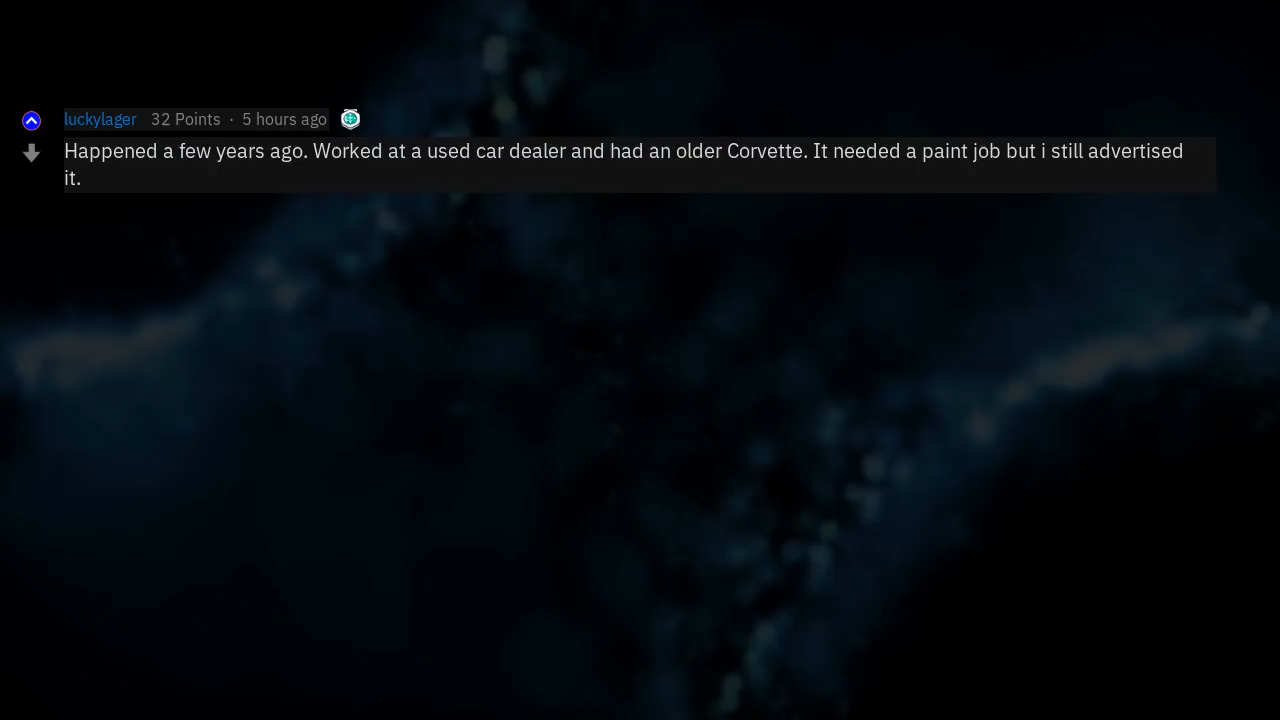 luckylager 32 Points · 5 hours ago
Happened a few years ago. Worked at a used car dealer and had an older Corvette. It needed a paint job but i still advertised
it.